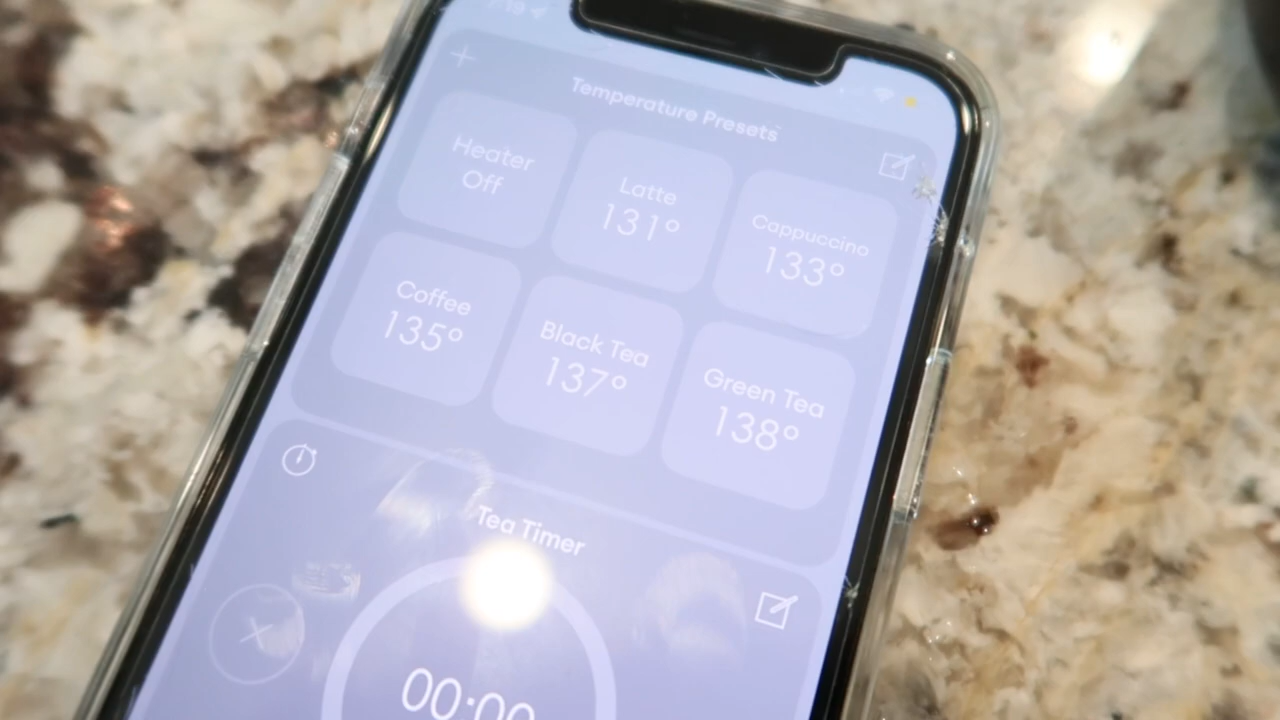 Temperature Presets
Heater
Off
Latte
131°
Cappuccino
133°
Coffee
135°
Black Tea
137°
Green Tea
138°
Tea Timer
00:00